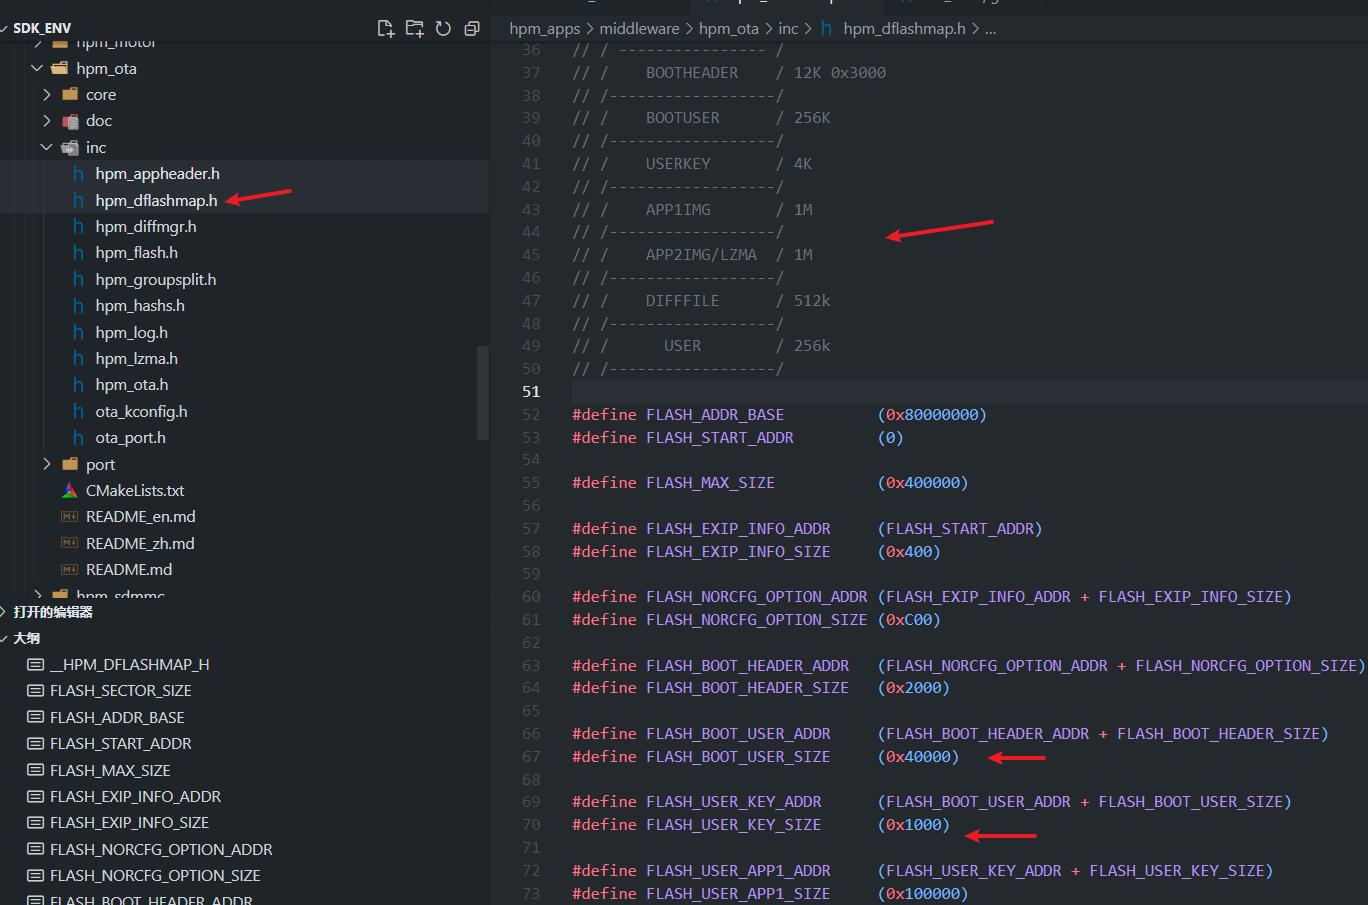 SDK_ENV
hpm_motor
hpm_ota
core
doc
inc
hpm_appheader.h
hpm_dflashmap.h
hpm_diffmgr.h
hpm_flash.h
hpm_groupsplit.h
hpm_hashs.h
hpm_log.h
hpm_lzma.h
hpm_ota.h
ota_kconfig.h
ota_port.h
port
CMakeLists.txt
README_en.md
README_zh.md
README.md
hpm_sdmmc
打开的编辑器
大纲
__HPM_DFLASHMAP_H
FLASH_SECTOR_SIZE
FLASH_ADDR_BASE
FLASH_START_ADDR
FLASH_MAX_SIZE
FLASH_EXIP_INFO_ADDR
FLASH_EXIP_INFO_SIZE
FLASH_NORCFG_OPTION_ADDR
FLASH_NORCFG_OPTION_SIZE
FLASH_BOOT_HEADER_ADDR
hpm_apps > middleware > hpm_ota > inc > h hpm_dflashmap.h > ...
36 // / ---------------- /
37 // /    BOOTHEADER    / 12K 0x3000
38 // /------------------/
39 // /    BOOTUSER      / 256K
40 // /------------------/
41 // /    USERKEY       / 4K
42 // /------------------/
43 // /    APP1IMG       / 1M
44 // /------------------/
45 // /    APP2IMG/LZMA  / 1M
46 // /------------------/
47 // /    DIFFFILE      / 512k
48 // /------------------/
49 // /      USER        / 256k
50 // /------------------/
51
52 #define FLASH_ADDR_BASE          (0x80000000)
53 #define FLASH_START_ADDR         (0)
54
55 #define FLASH_MAX_SIZE           (0x400000)
56
57 #define FLASH_EXIP_INFO_ADDR     (FLASH_START_ADDR)
58 #define FLASH_EXIP_INFO_SIZE     (0x400)
59
60 #define FLASH_NORCFG_OPTION_ADDR (FLASH_EXIP_INFO_ADDR + FLASH_EXIP_INFO_SIZE)
61 #define FLASH_NORCFG_OPTION_SIZE (0xC00)
62
63 #define FLASH_BOOT_HEADER_ADDR   (FLASH_NORCFG_OPTION_ADDR + FLASH_NORCFG_OPTION_SIZE)
64 #define FLASH_BOOT_HEADER_SIZE   (0x2000)
65
66 #define FLASH_BOOT_USER_ADDR     (FLASH_BOOT_HEADER_ADDR + FLASH_BOOT_HEADER_SIZE)
67 #define FLASH_BOOT_USER_SIZE     (0x40000)
68
69 #define FLASH_USER_KEY_ADDR      (FLASH_BOOT_USER_ADDR + FLASH_BOOT_USER_SIZE)
70 #define FLASH_USER_KEY_SIZE      (0x1000)
71
72 #define FLASH_USER_APP1_ADDR     (FLASH_USER_KEY_ADDR + FLASH_USER_KEY_SIZE)
73 #define FLASH_USER_APP1_SIZE     (0x100000)